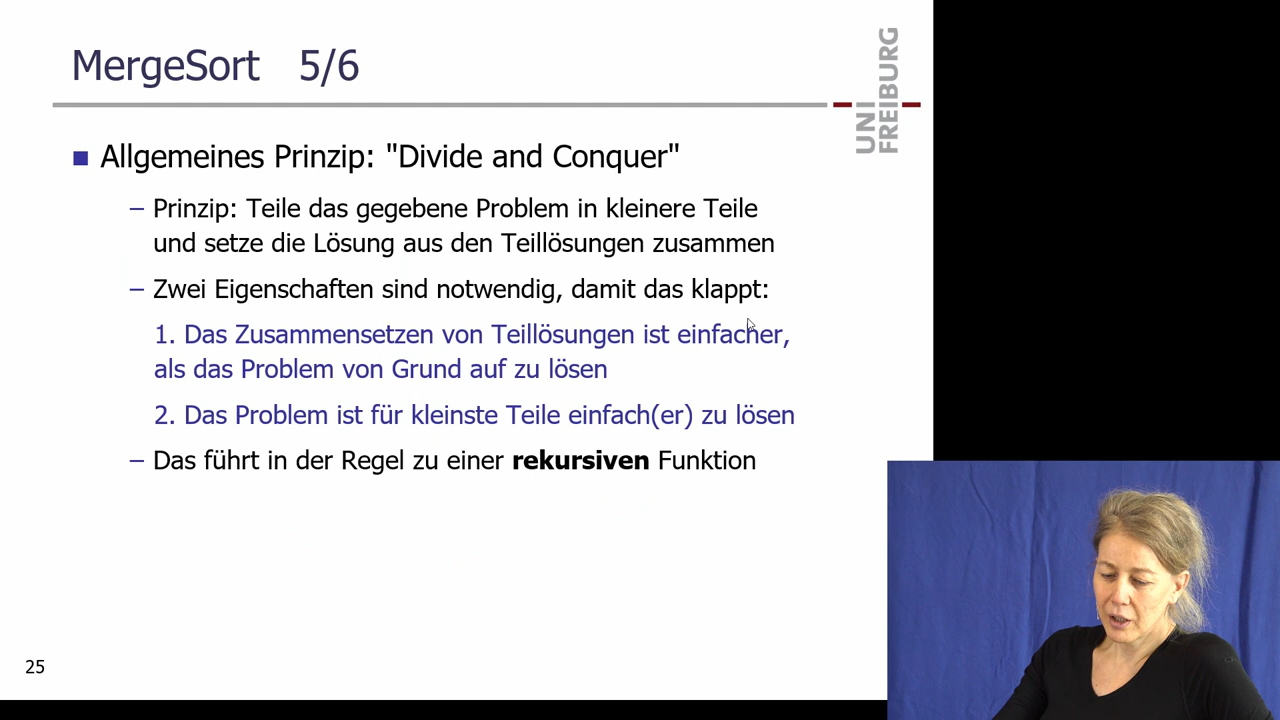 MergeSort 5/6
UNI
FREIBURG
Allgemeines Prinzip: "Divide and Conquer"
– Prinzip: Teile das gegebene Problem in kleinere Teile
und setze die Lösung aus den Teillösungen zusammen
– Zwei Eigenschaften sind notwendig, damit das klappt:
1. Das Zusammensetzen von Teillösungen ist einfacher,
als das Problem von Grund auf zu lösen
2. Das Problem ist für kleinste Teile einfach(er) zu lösen
– Das führt in der Regel zu einer rekursiven Funktion
25